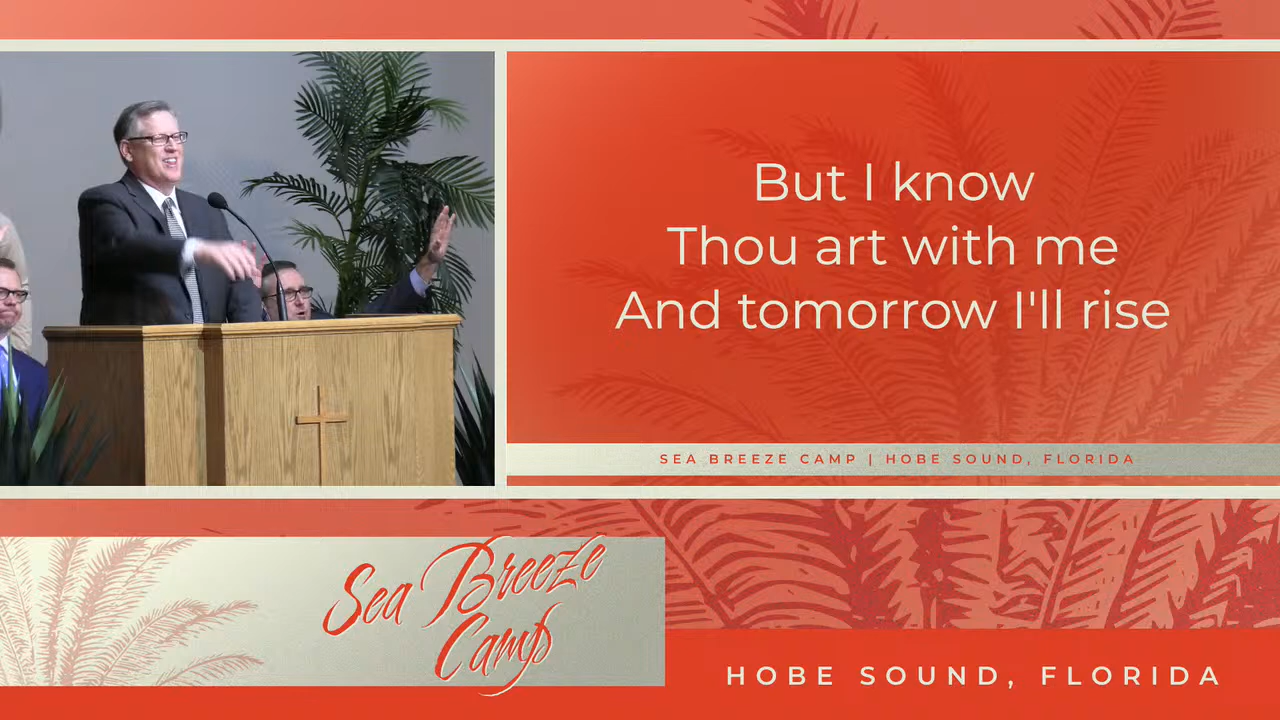 But I know
Thou art with me
And tomorrow I'll rise
SEA BREEZE CAMP | HOBE SOUND, FLORIDA
Sea Breeze
Camp
HOBE SOUND, FLORIDA